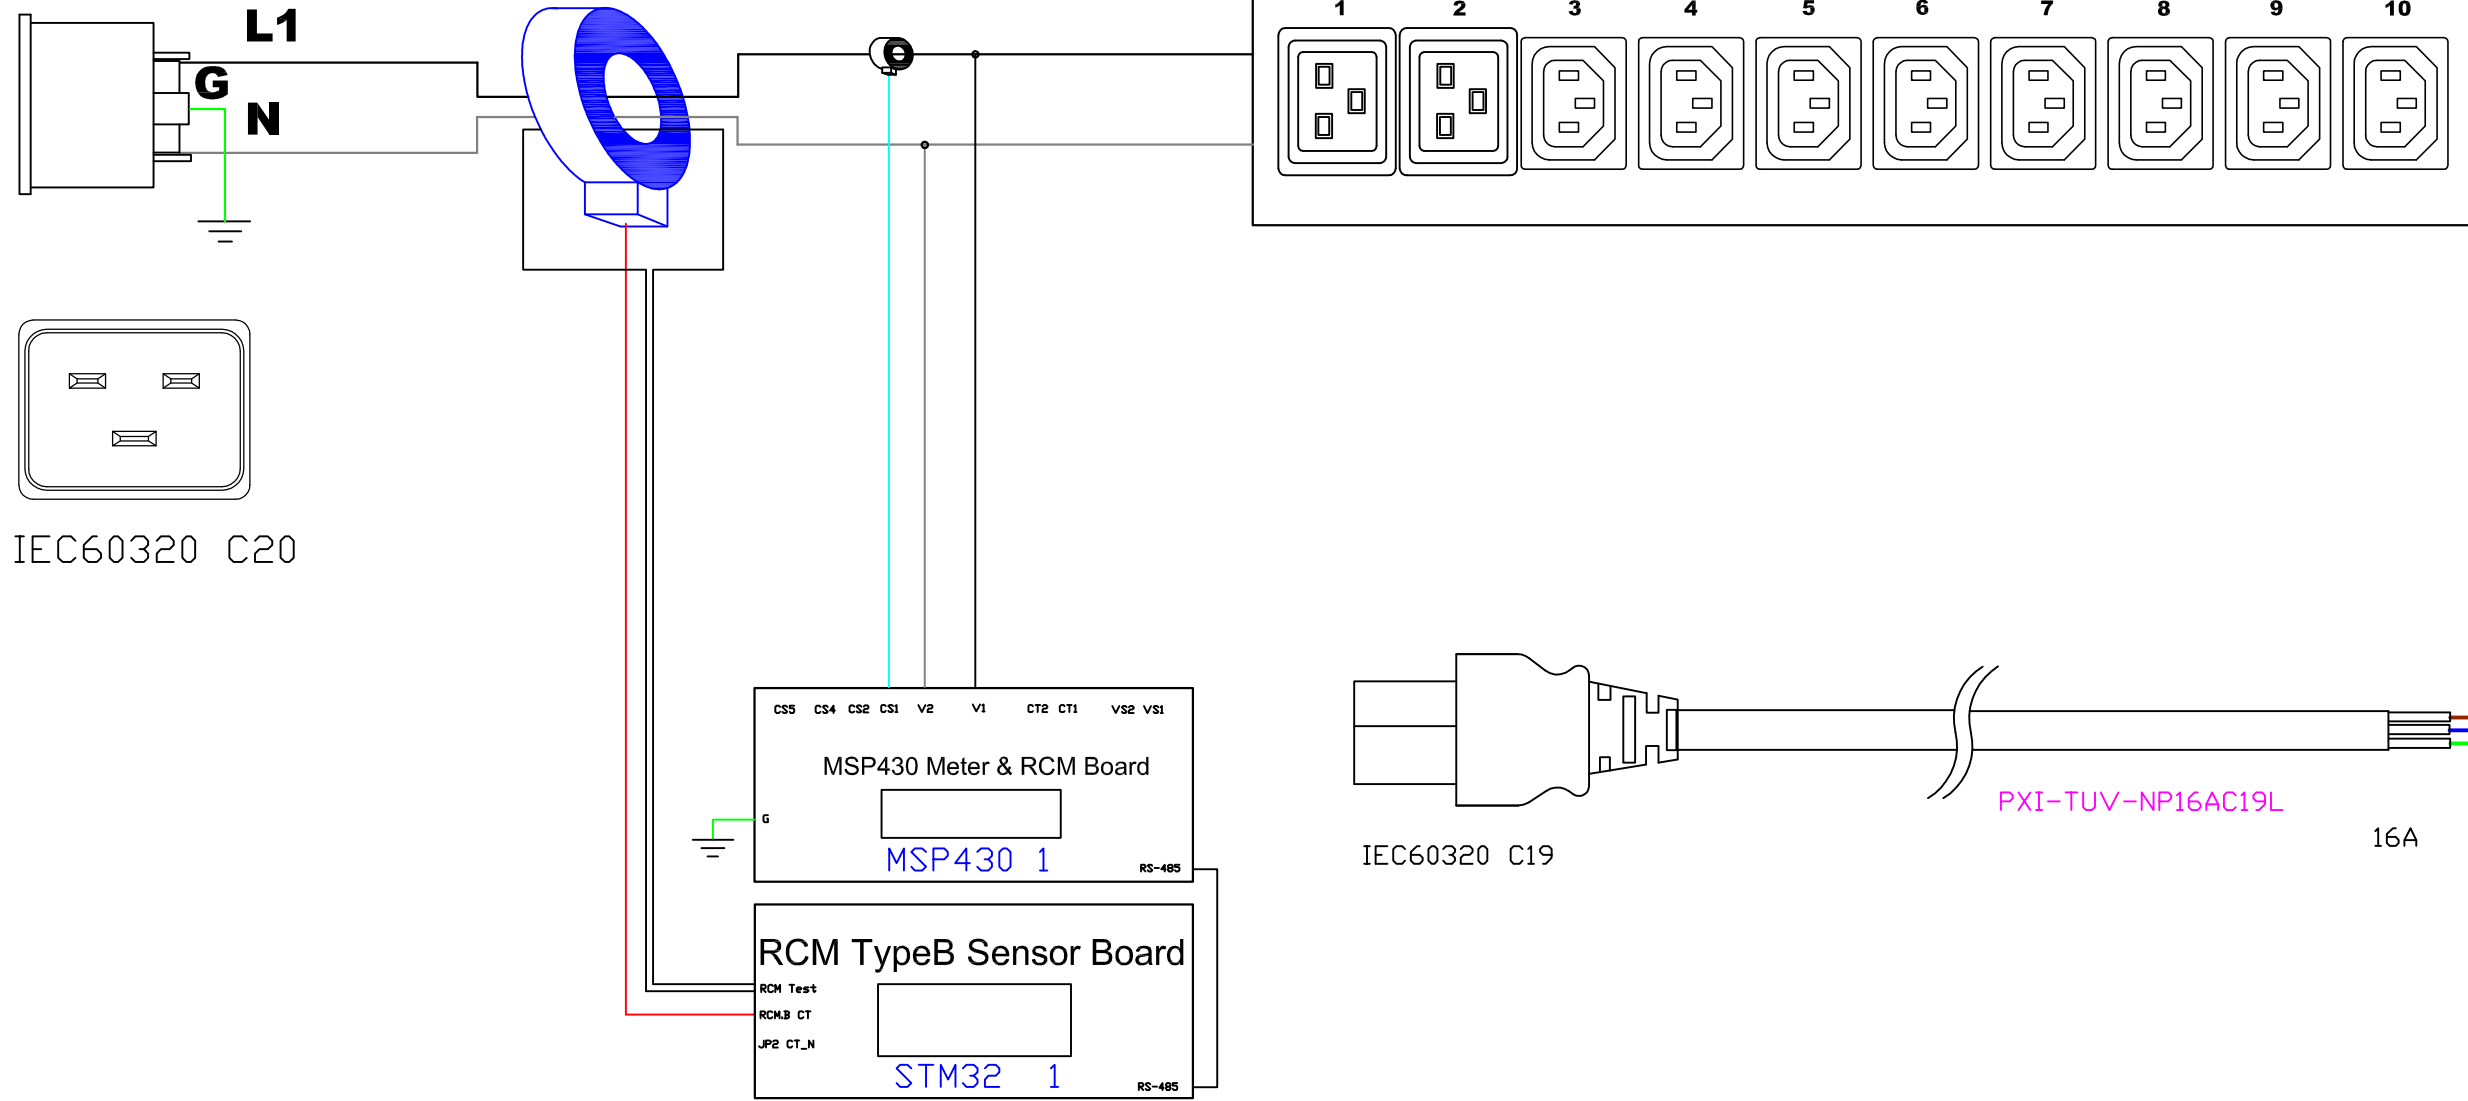 1 2 3 4 5 6 7 8 9 10
L1
G
N
IEC60320 C20
CS5 CS4 CS2 CS1 V2 V1 CT2 CT1 VS2 VS1
MSP430 Meter & RCM Board
G
MSP430 1
RS-485
RCM TypeB Sensor Board
RCM Test
RCM.B CT
JP2 CT_N
STM32 1
RS-485
PXI-TUV-NP16AC19L
16A
IEC60320 C19